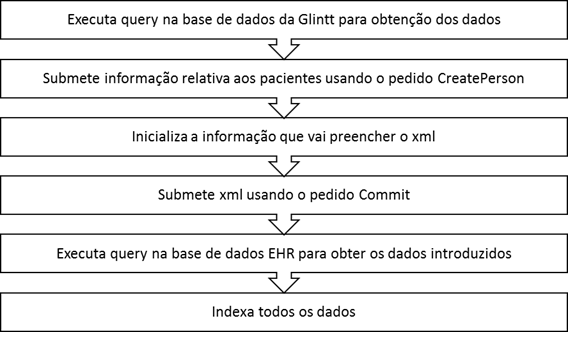 Executa query na base de dados da Glintt para obtenção dos dados
Submete informação relativa aos pacientes usando o pedido CreatePerson
Inicializa a informação que vai preencher o xml
Submete xml usando o pedido Commit
Executa query na base de dados EHR para obter os dados introduzidos
Indexa todos os dados